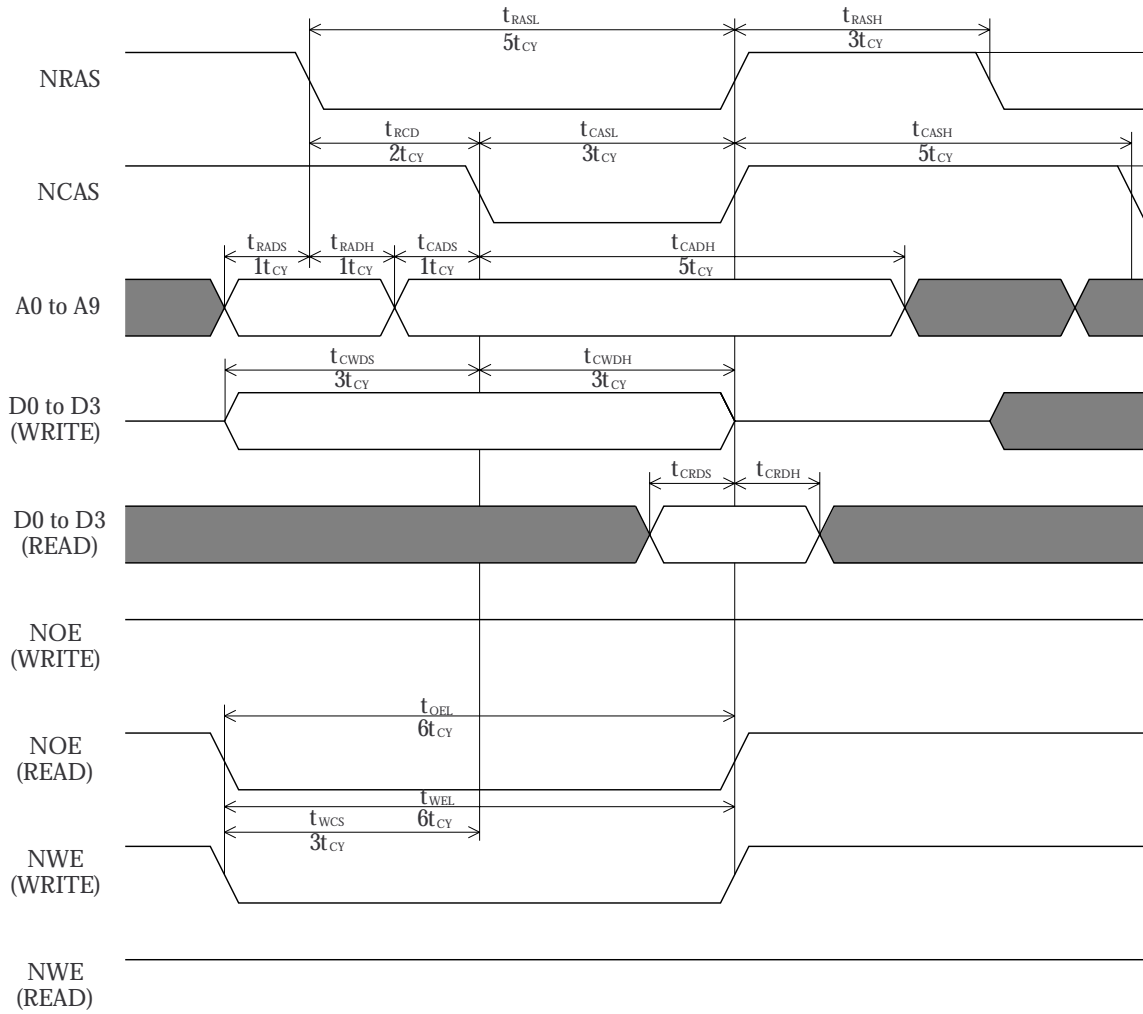 tRASL
tRASH
5tCY
3tCY
NRAS
tRCD
tCASL
tCASH
2tCY
3tCY
5tCY
NCAS
tRADS
tRADH
tCADS
tCADH
1tCY
1tCY
1tCY
5tCY
A0 to A9
tCWDS
tCWDH
3tCY
3tCY
D0 to D3
(WRITE)
tCRDS
tCRDH
D0 to D3
(READ)
NOE
(WRITE)
tOEL
6tCY
NOE
(READ)
tWEL
6tCY
tWCS
3tCY
NWE
(WRITE)
NWE
(READ)